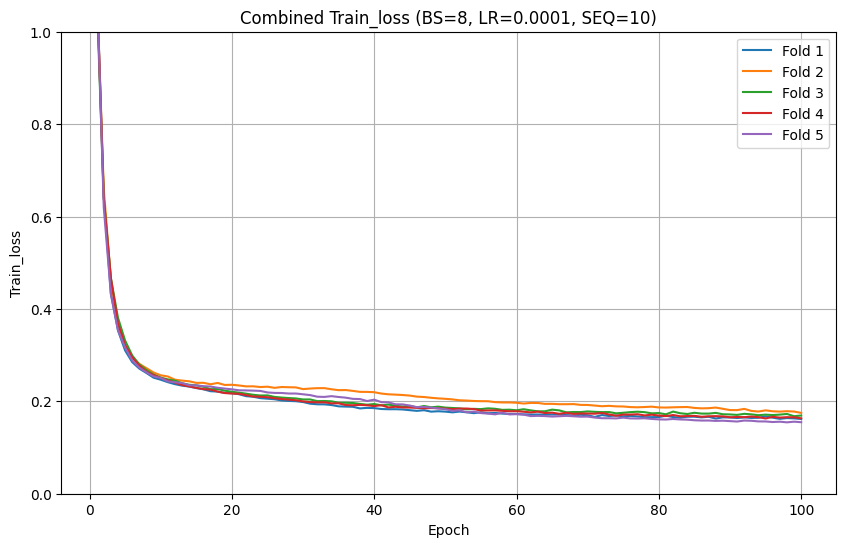 Combined Train_loss (BS=8, LR=0.0001, SEQ=10)
1.0
0.8
0.6
0.4
0.2
0.0
Train_loss
Fold 1
Fold 2
Fold 3
Fold 4
Fold 5
0 20 40 60 80 100
Epoch